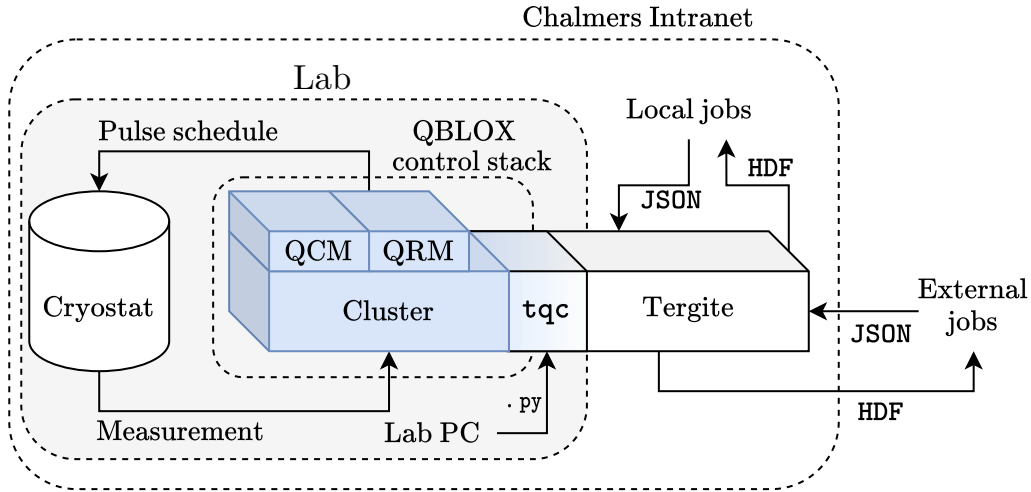 Chalmers Intranet
Lab
Pulse schedule
QBLOX
control stack
Local jobs
HDF
JSON
QCM
QRM
Cryostat
Cluster
tqc
Tergite
External
jobs
JSON
HDF
.py
Measurement
Lab PC